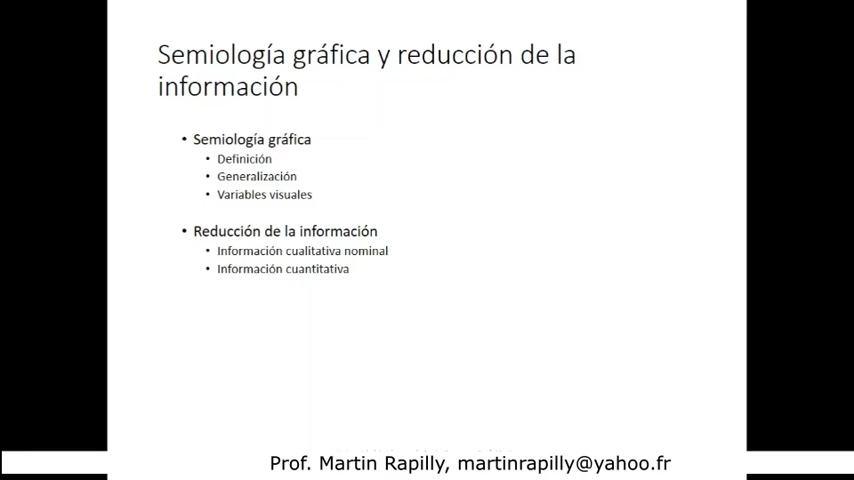 Semiología gráfica y reducción de la
información
• Semiología gráfica
• Definición
• Generalización
• Variables visuales
• Reducción de la información
• Información cualitativa nominal
• Información cuantitativa
Prof. Martin Rapilly, martinrapilly@yahoo.fr